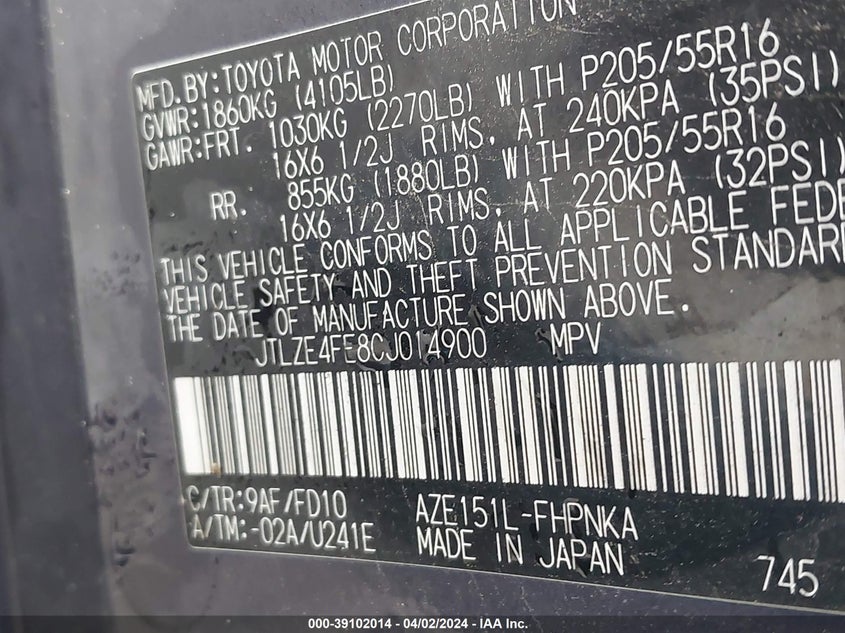 MFD.BY:TOYOTA MOTOR CORPORATION
GVWR:1860KG (4105LB)
GAWR:FRT. 1030KG (2270LB) WITH P205/55R16
16X6 1/2J RIMS. AT 240KPA (35PSI)
RR. 855KG (1880LB) WITH P205/55R16
16X6 1/2J RIMS. AT 220KPA (32PSI)
THIS VEHICLE CONFORMS TO ALL APPLICABLE FEDE
VEHICLE SAFETY AND THEFT PREVENTION STANDARD
THE DATE OF MANUFACTURE SHOWN ABOVE.
JTLZE4FE8CJ014900 MPV
C/TR:9AF/FD10 AZE151L-FHPNKA
A/TM:-02A/U241E MADE IN JAPAN 745
000-39102014 - 04/02/2024 - IAA Inc.